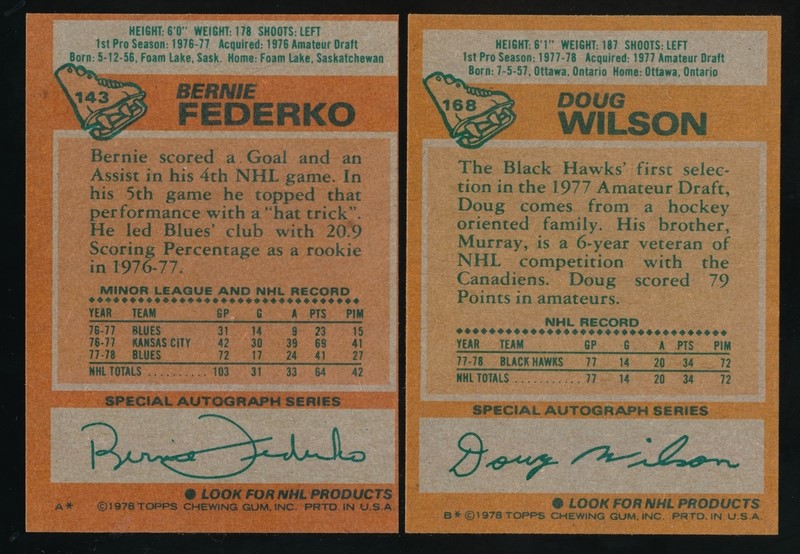 HEIGHT: 6'0" WEIGHT: 178 SHOOTS: LEFT
1st Pro Season: 1976-77 Acquired: 1976 Amateur Draft
Born: 5-12-56, Foam Lake, Sask. Home: Foam Lake, Saskatchewan
143
BERNIE
FEDERKO
Bernie scored a Goal and an
Assist in his 4th NHL game. In
his 5th game he topped that
performance with a "hat trick".
He led Blues' club with 20.9
Scoring Percentage as a rookie
in 1976-77.
MINOR LEAGUE AND NHL RECORD
YEAR TEAM GP G A PTS PIM
76-77 BLUES 31 14 9 23 15
76-77 KANSAS CITY 42 30 39 69 41
77-78 BLUES 72 17 24 41 27
NHL TOTALS .......... 103 31 33 64 42
SPECIAL AUTOGRAPH SERIES
Bernie Federko
● LOOK FOR NHL PRODUCTS
A* ©1978 TOPPS CHEWING GUM, INC. PRTD. IN U.S.A.
HEIGHT: 6'1" WEIGHT: 187 SHOOTS: LEFT
1st Pro Season: 1977-78 Acquired: 1977 Amateur Draft
Born: 7-5-57, Ottawa, Ontario Home: Ottawa, Ontario
168
DOUG
WILSON
The Black Hawks' first selec-
tion in the 1977 Amateur Draft,
Doug comes from a hockey
oriented family. His brother,
Murray, is a 6-year veteran of
NHL competition with the
Canadiens. Doug scored 79
Points in amateurs.
NHL RECORD
YEAR TEAM GP G A PTS PIM
77-78 BLACK HAWKS 77 14 20 34 72
NHL TOTALS ........... 77 14 20 34 72
SPECIAL AUTOGRAPH SERIES
Doug Wilson
● LOOK FOR NHL PRODUCTS
B* ©1978 TOPPS CHEWING GUM, INC. PRTD. IN U.S.A.